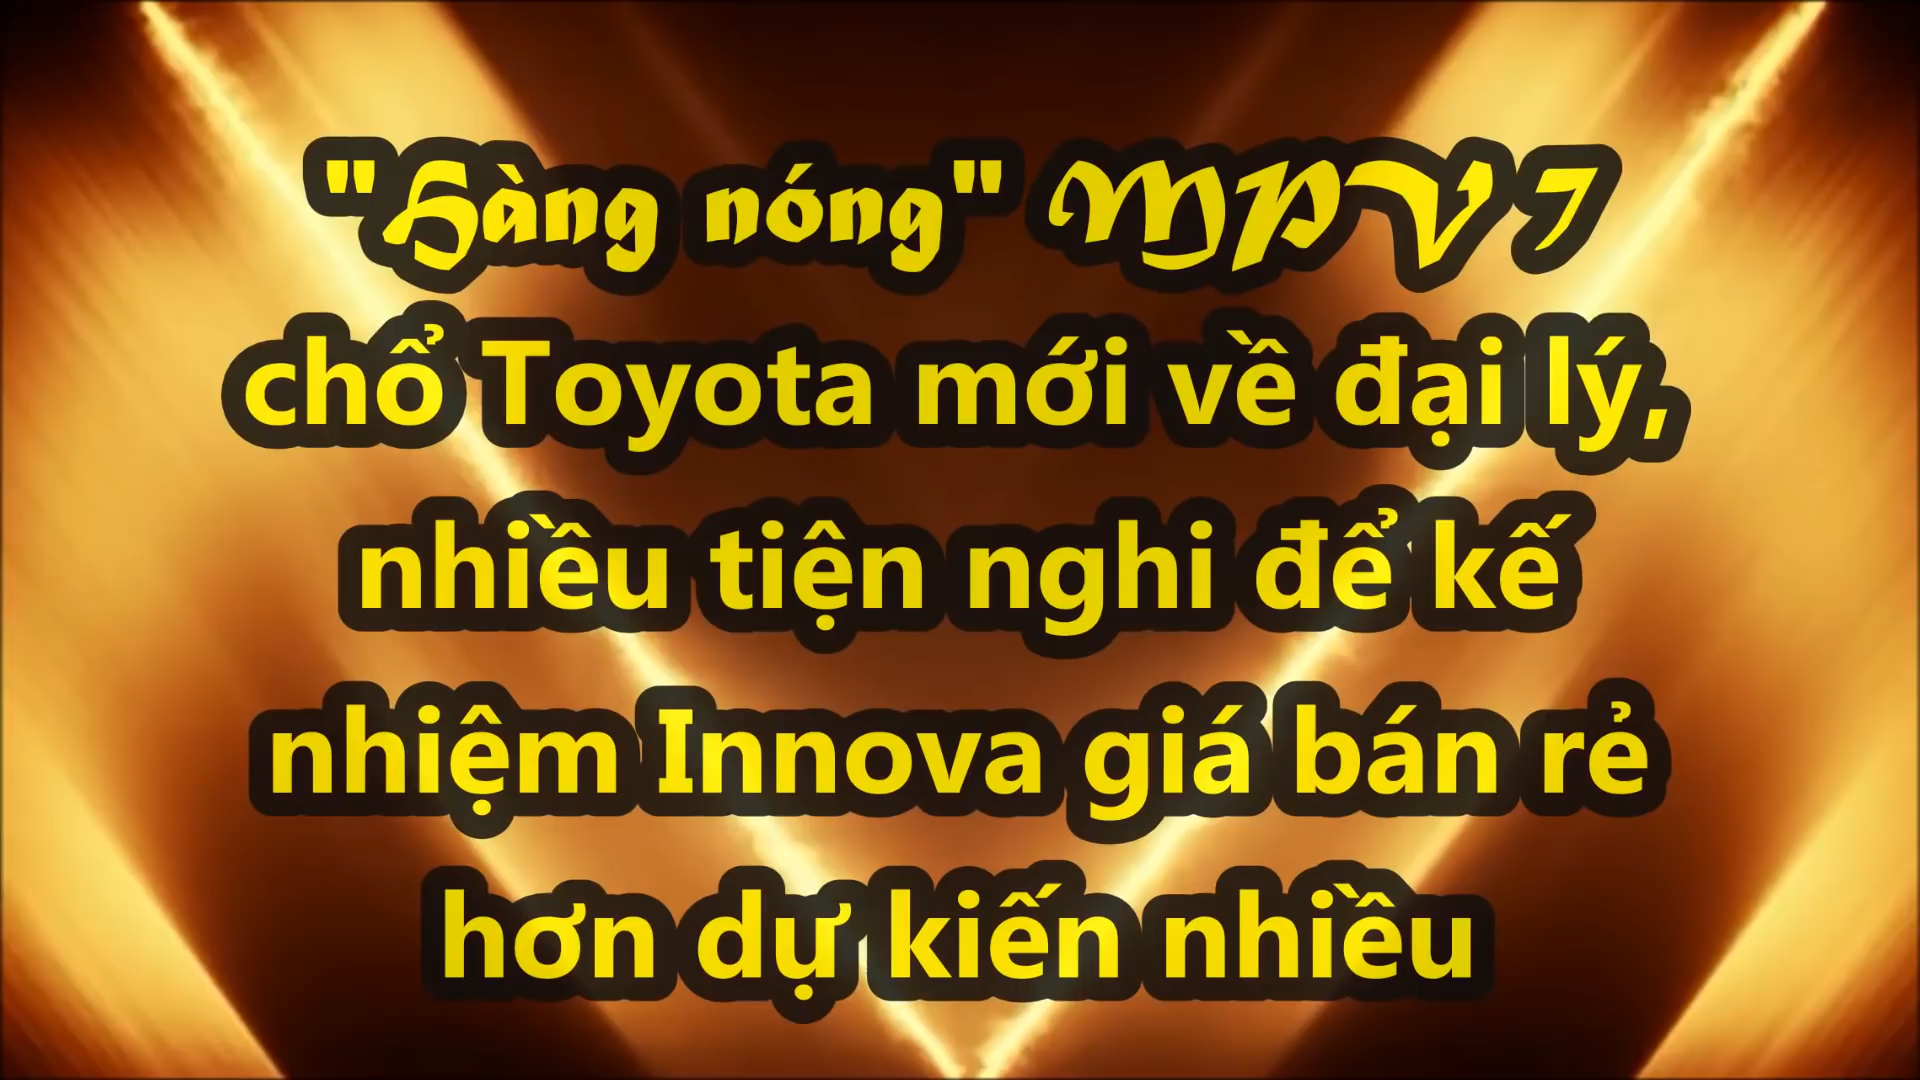 "Hàng nóng" MPV 7
chổ Toyota mới về đại lý,
nhiều tiện nghi để kế
nhiệm Innova giá bán rẻ
hơn dự kiến nhiều